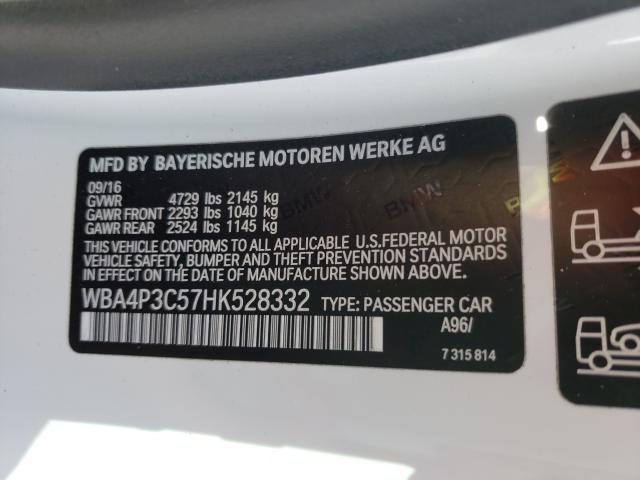 MFD BY BAYERISCHE MOTOREN WERKE AG
09/16
GVWR 4729 lbs 2145 kg
GAWR FRONT 2293 lbs 1040 kg
GAWR REAR 2524 lbs 1145 kg
THIS VEHICLE CONFORMS TO ALL APPLICABLE U.S.FEDERAL MOTOR
VEHICLE SAFETY, BUMPER AND THEFT PREVENTION STANDARDS
IN EFFECT ON THE DATE OF MANUFACTURE SHOWN ABOVE.
WBA4P3C57HK528332 TYPE: PASSENGER CAR
A96/
7 315 814
BMW
BMW